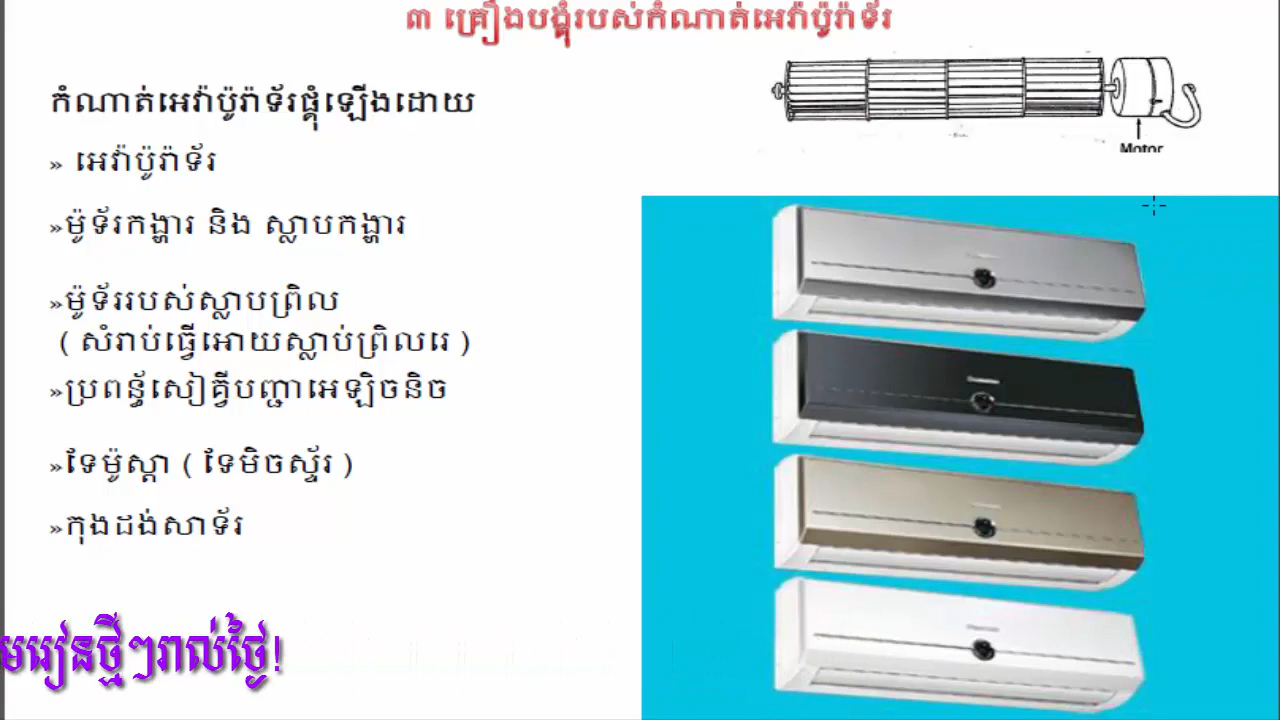 ៣ គ្រឿងបង្គុំរបស់កំណាត់អេវ៉ាប៉ូរ៉ាទ័រ
កំណាត់អេវ៉ាប៉ូរ៉ាទ័រផ្គុំឡើងដោយ
» អេវ៉ាប៉ូរ៉ាទ័រ
»ម៉ូទ័រកង្ហារ និង ស្លាបកង្ហារ
»ម៉ូទ័ររបស់ស្លាបព្រិល
( សំរាប់ធ្វើអោយស្លាប់ព្រិលរេ )
»ប្រពន្ធ័សៀគ្វីបញ្ជាអេឡិចនិច
»ទែម៉ូស្តា ( ទែមិចស្ទ័រ )
»កុងដង់សាទ័រ
Motor
មរៀនថ្មីៗរាល់ថ្ងៃ!